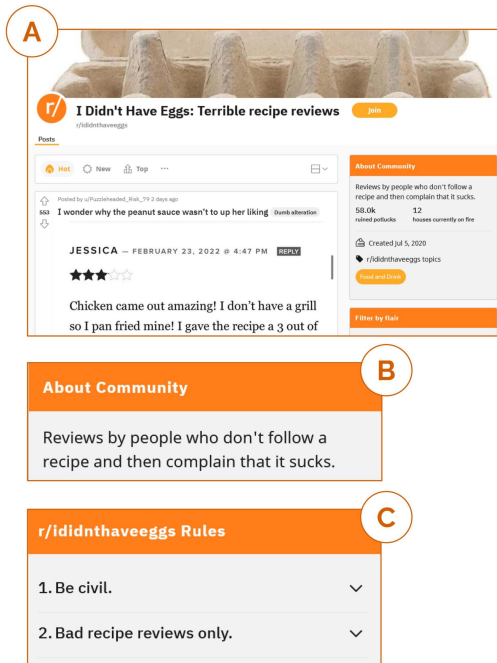 A
r/
I Didn't Have Eggs: Terrible recipe reviews
Join
r/ididnthaveeggs
Posts
Hot New Top ···
Posted by u/Puzzleheaded_Risk_79 2 days ago
553
I wonder why the peanut sauce wasn't to up her liking Dumb alteration
JESSICA — FEBRUARY 23, 2022 @ 4:47 PM REPLY
Chicken came out amazing! I don't have a grill
so I pan fried mine! I gave the recipe a 3 out of
About Community
Reviews by people who don't follow a
recipe and then complain that it sucks.
58.0k 12
ruined potlucks houses currently on fire
Created Jul 5, 2020
r/ididnthaveeggs topics
Food and Drink
Filter by flair
B
About Community
Reviews by people who don't follow a
recipe and then complain that it sucks.
C
r/ididnthaveeggs Rules
1. Be civil.
2. Bad recipe reviews only.